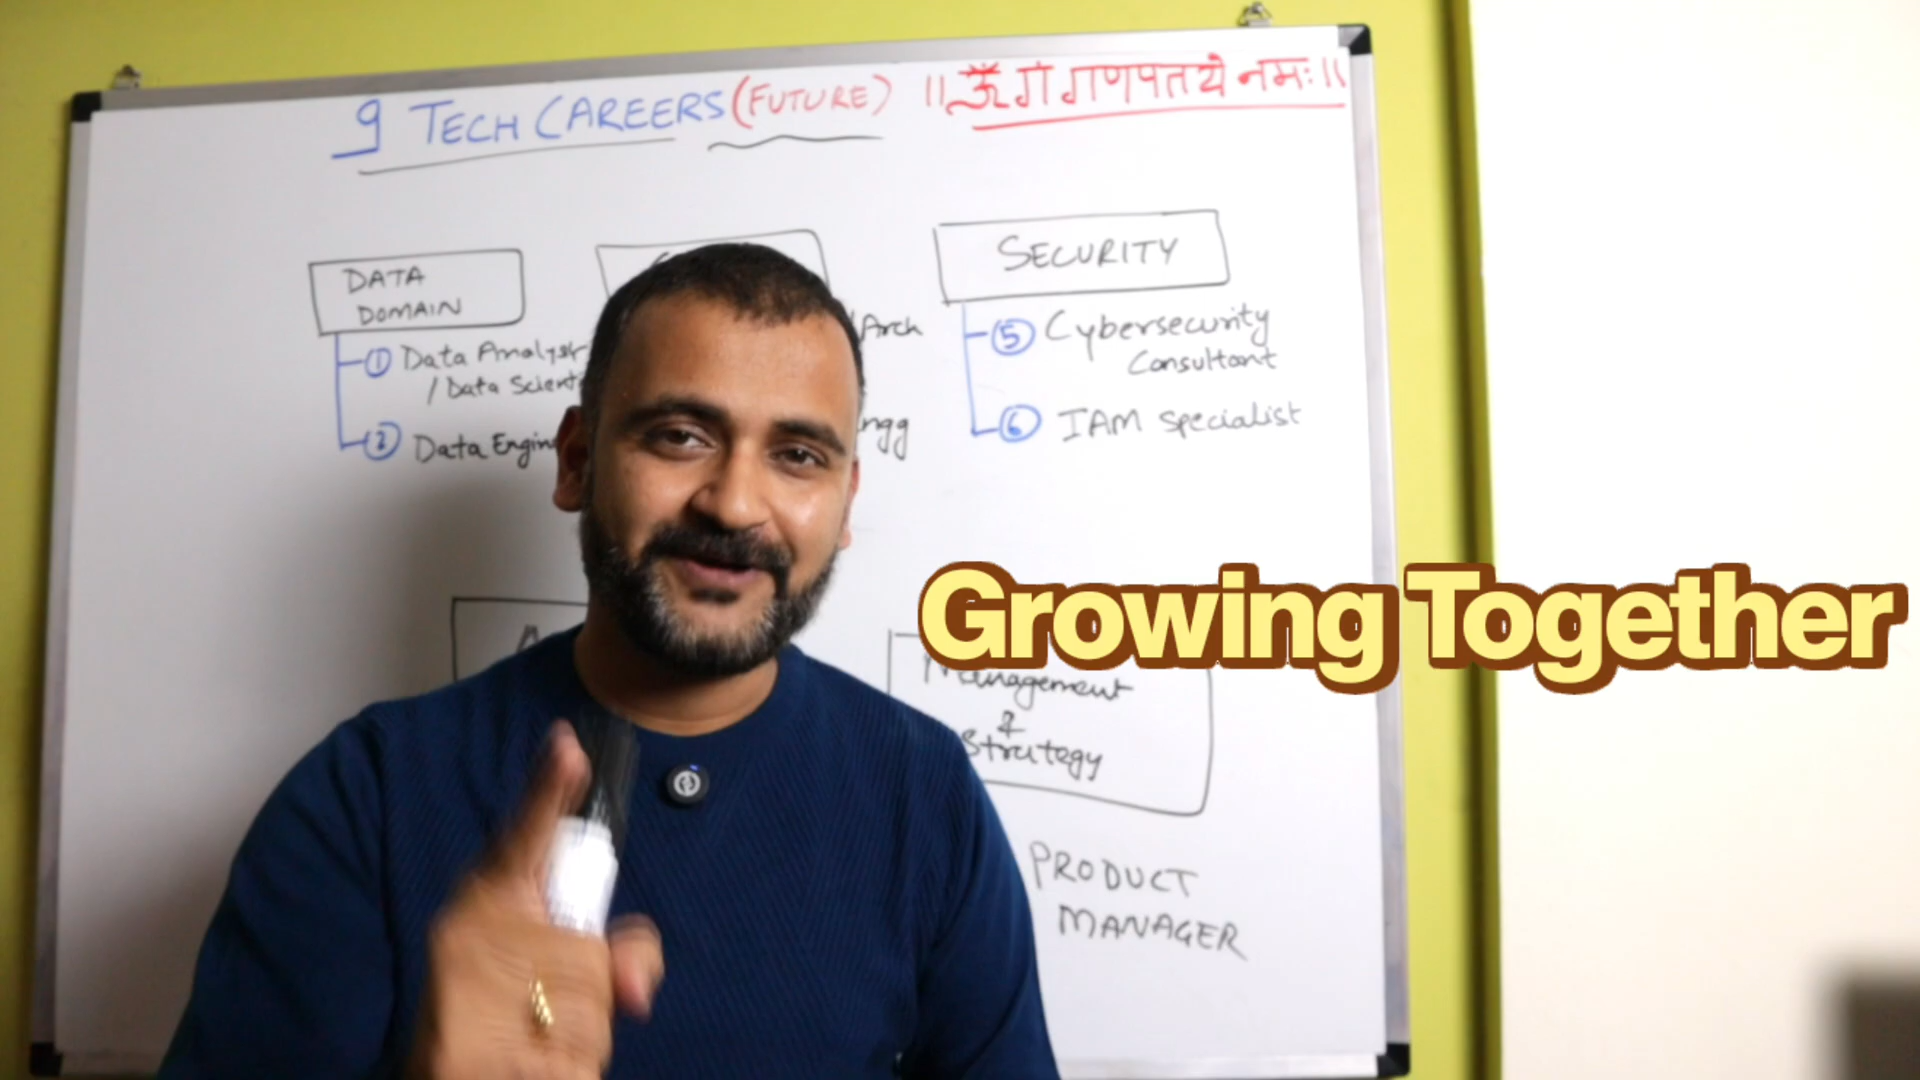 9 TECH CAREERS (FUTURE) ॥ ॐ गं गणपतये नमः ॥
DATA
DOMAIN
① Data Analyst
/ Data Scient
② Data Engin
/Arch
ngg
SECURITY
⑤ Cybersecurity
Consultant
⑥ IAM Specialist
Growing Together
Management
&
Strategy
PRODUCT
MANAGER